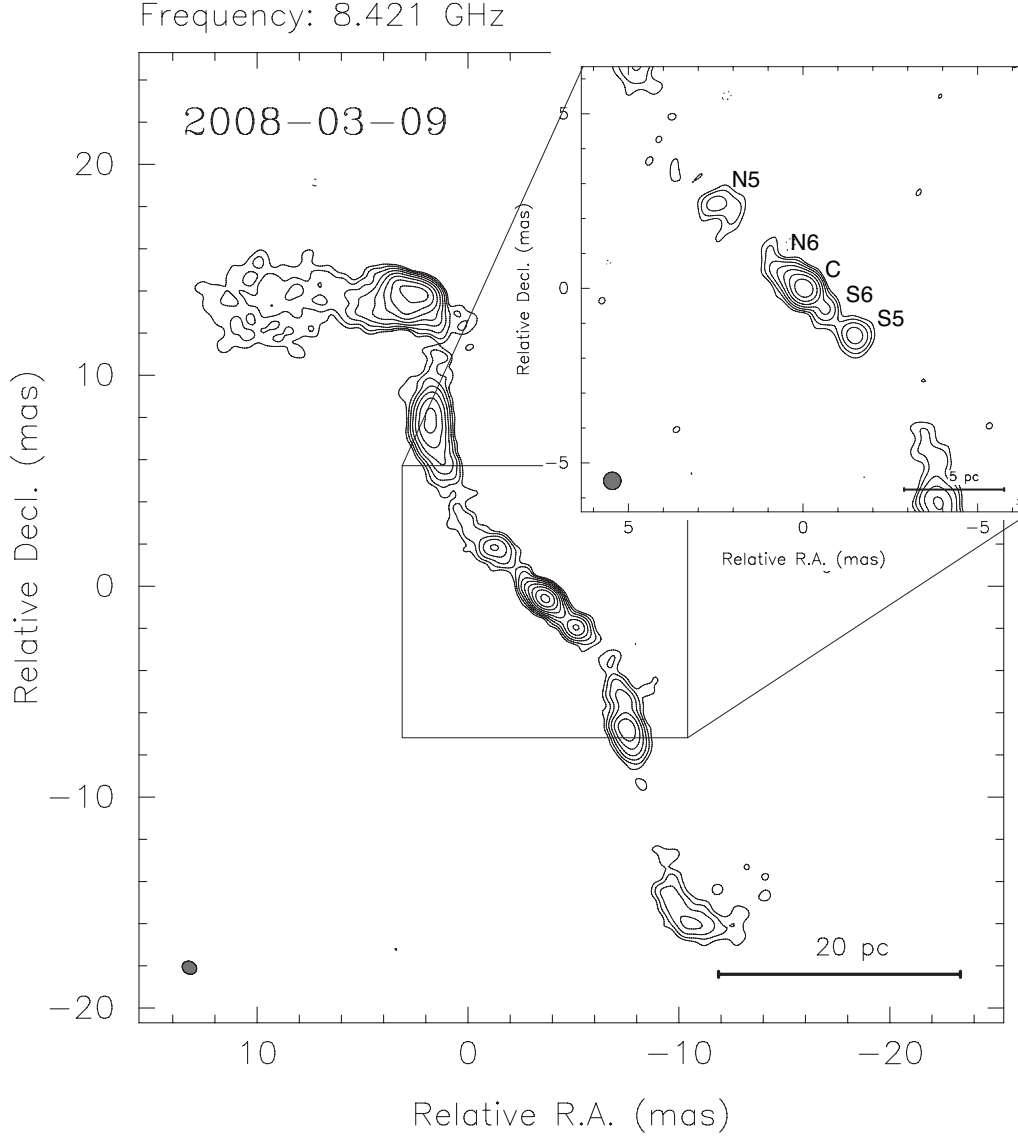 Frequency: 8.421 GHz
2008-03-09
20
10
0
-10
-20
Relative Decl. (mas)
10
0
-10
-20
Relative R.A. (mas)
20 pc
5
0
-5
Relative Decl. (mas)
N5
N6
C
S6
S5
5 pc
5
0
-5
Relative R.A. (mas)